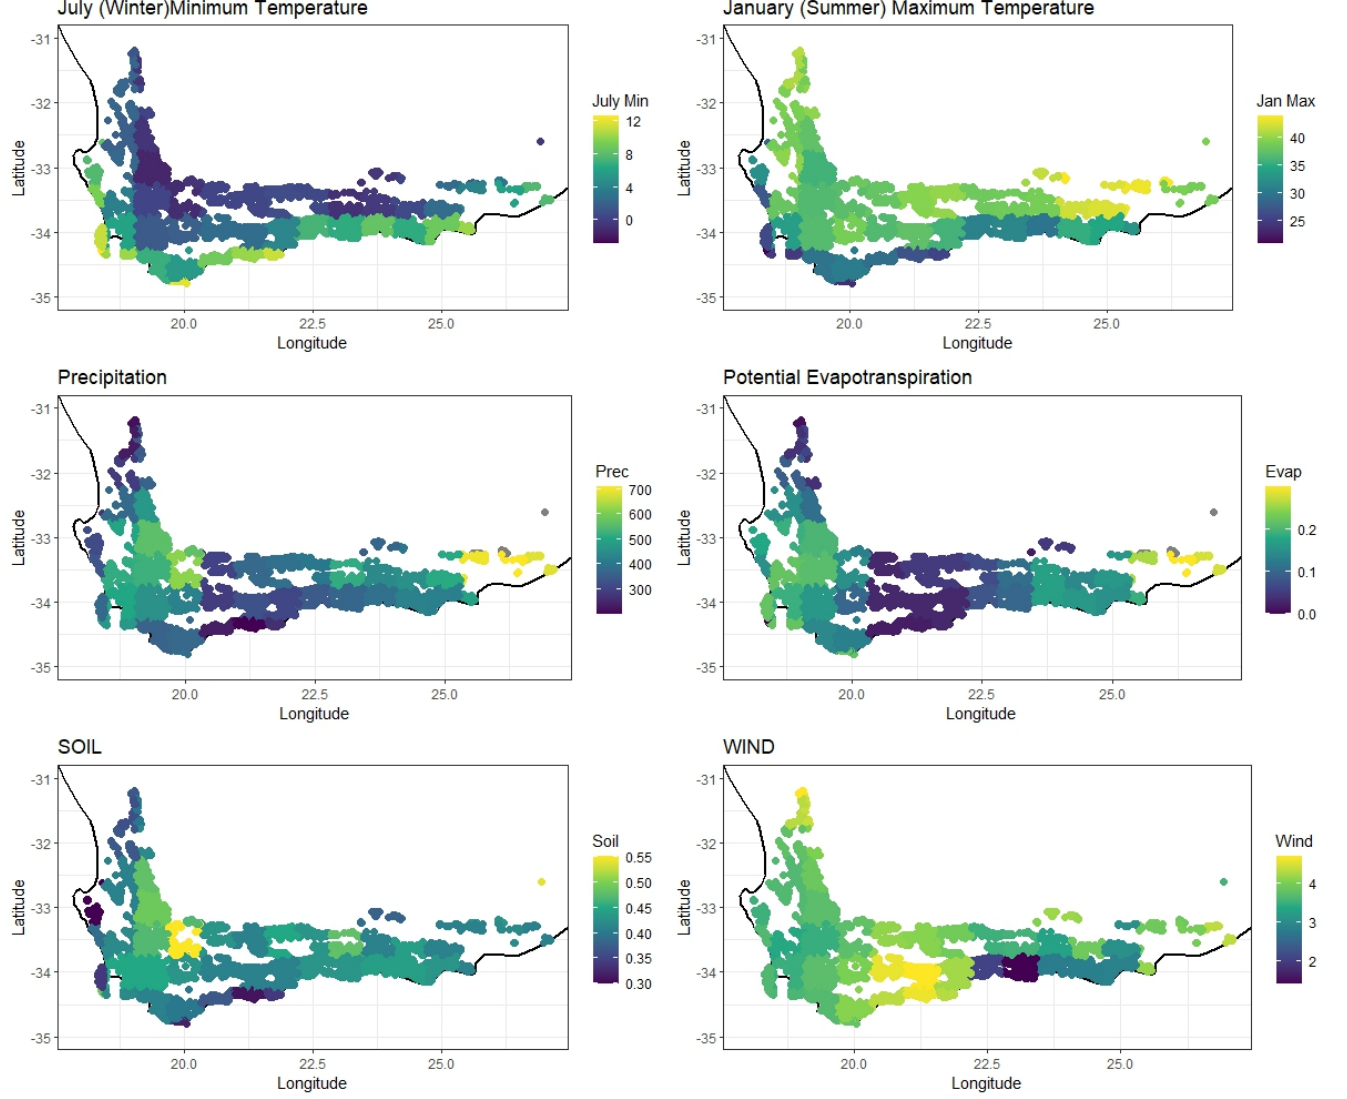 July (Winter)Minimum Temperature
-31
-32
-33
-34
-35
Latitude
20.0 22.5 25.0
Longitude
July Min
12
8
4
0
January (Summer) Maximum Temperature
-31
-32
-33
-34
-35
Latitude
20.0 22.5 25.0
Longitude
Jan Max
40
35
30
25
Precipitation
-31
-32
-33
-34
-35
Latitude
20.0 22.5 25.0
Longitude
Prec
700
600
500
400
300
Potential Evapotranspiration
-31
-32
-33
-34
-35
Latitude
20.0 22.5 25.0
Longitude
Evap
0.2
0.1
0.0
SOIL
-31
-32
-33
-34
-35
Latitude
20.0 22.5 25.0
Longitude
Soil
0.55
0.50
0.45
0.40
0.35
0.30
WIND
-31
-32
-33
-34
-35
Latitude
20.0 22.5 25.0
Longitude
Wind
4
3
2